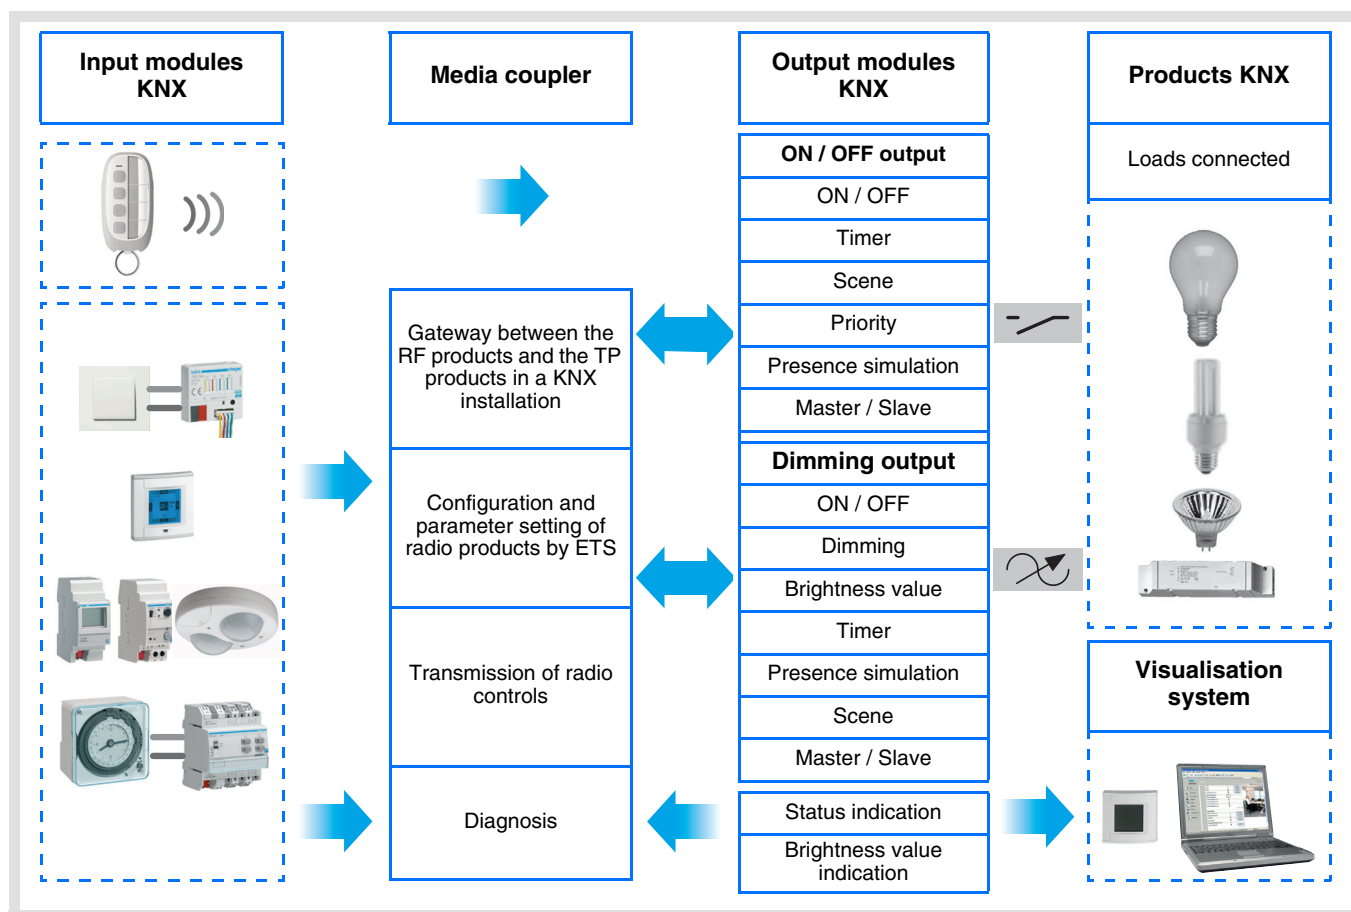 Input modules
KNX
Media coupler
Output modules
KNX
Products KNX
Loads connected
ON / OFF output
ON / OFF
Timer
Scene
Priority
Presence simulation
Master / Slave
Gateway between the
RF products and the TP
products in a KNX
installation
Configuration and
parameter setting of
radio products by ETS
Transmission of radio
controls
Diagnosis
Dimming output
ON / OFF
Dimming
Brightness value
Timer
Presence simulation
Scene
Master / Slave
Status indication
Brightness value
indication
Visualisation
system